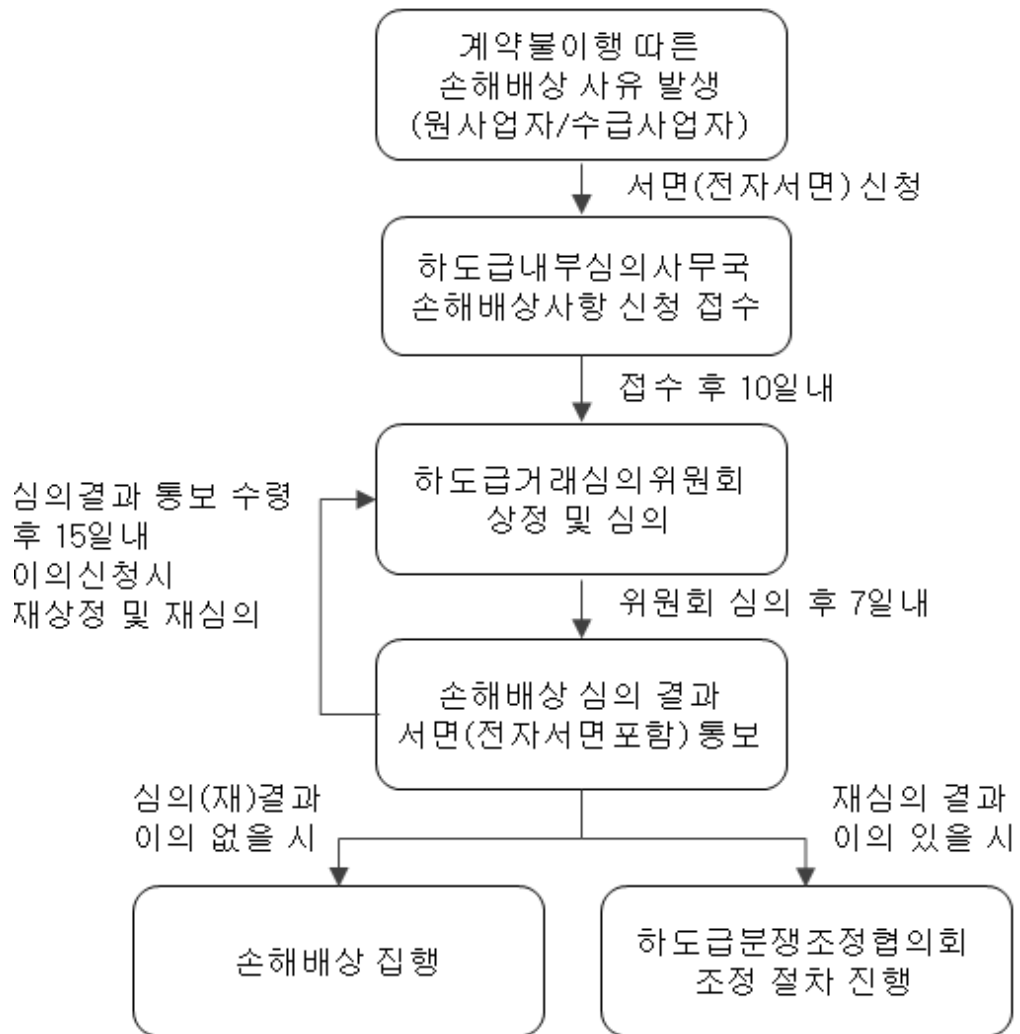 계약불이행 따른
손해배상 사유 발생
(원사업자/수급사업자)
서면(전자서면) 신청
하도급내부심의사무국
손해배상사항 신청 접수
접수 후 10일내
하도급거래심의위원회
상정 및 심의
심의결과 통보 수령
후 15일내
이의신청시
재상정 및 재심의
위원회 심의 후 7일내
손해배상 심의 결과
서면(전자서면포함) 통보
심의(재)결과
이의 없을 시
재심의 결과
이의 있을 시
손해배상 집행
하도급분쟁조정협의회
조정 절차 진행